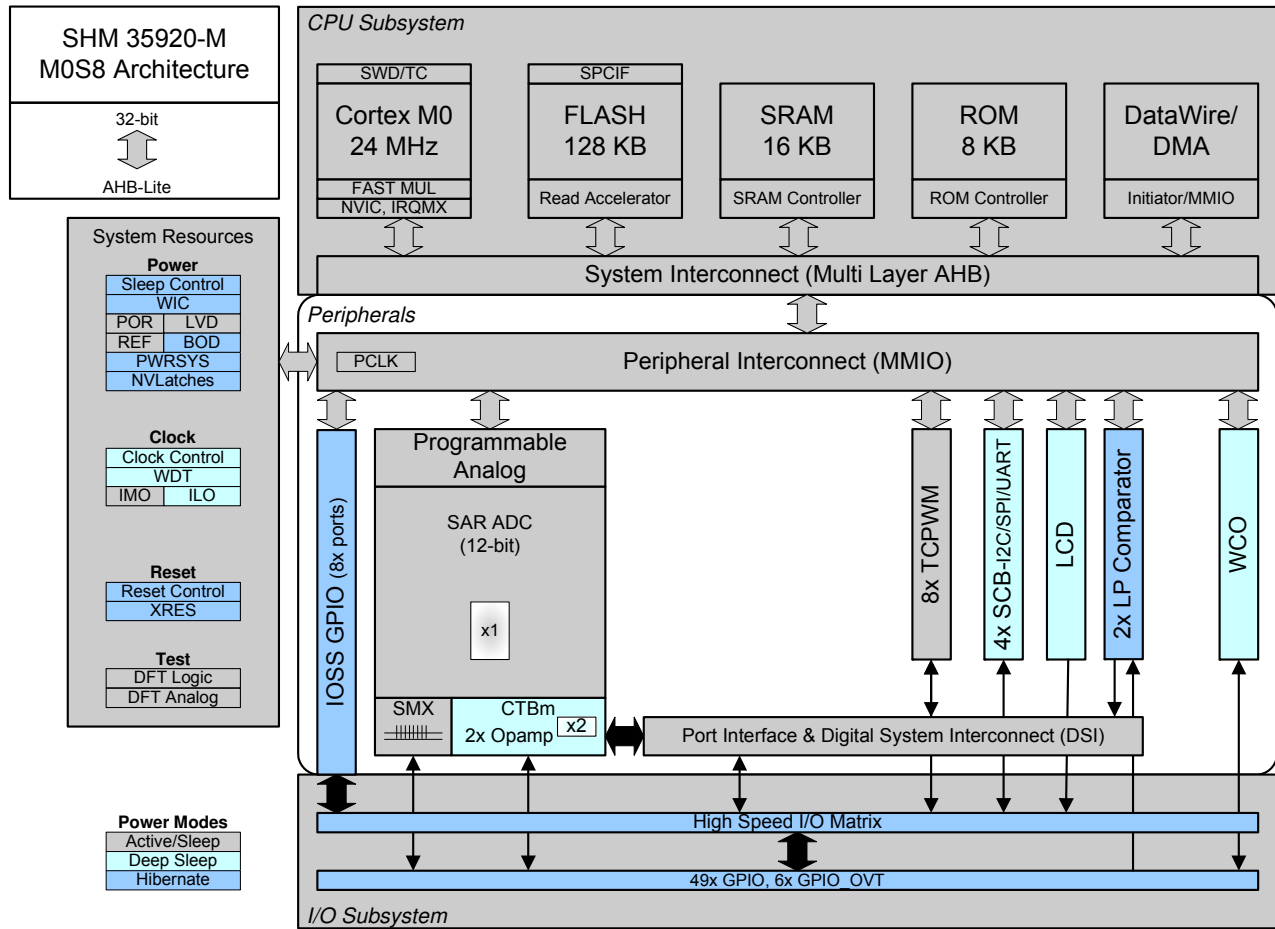 SHM 35920-M
M0S8 Architecture
32-bit
AHB-Lite
CPU Subsystem
SWD/TC
Cortex M0
24 MHz
FAST MUL
NVIC, IRQMX
SPCIF
FLASH
128 KB
Read Accelerator
SRAM
16 KB
SRAM Controller
ROM
8 KB
ROM Controller
DataWire/
DMA
Initiator/MMIO
System Interconnect (Multi Layer AHB)
System Resources
Power
Sleep Control
WIC
POR LVD
REF BOD
PWRSYS
NVLatches
Clock
Clock Control
WDT
IMO ILO
Reset
Reset Control
XRES
Test
DFT Logic
DFT Analog
Peripherals
PCLK
Peripheral Interconnect (MMIO)
IOSS GPIO (8x ports)
Programmable
Analog
SAR ADC
(12-bit)
x1
SMX
CTBm
2x Opamp
x2
8x TCPWM
4x SCB-I2C/SPI/UART
LCD
2x LP Comparator
WCO
Port Interface & Digital System Interconnect (DSI)
High Speed I/O Matrix
49x GPIO, 6x GPIO_OVT
I/O Subsystem
Power Modes
Active/Sleep
Deep Sleep
Hibernate